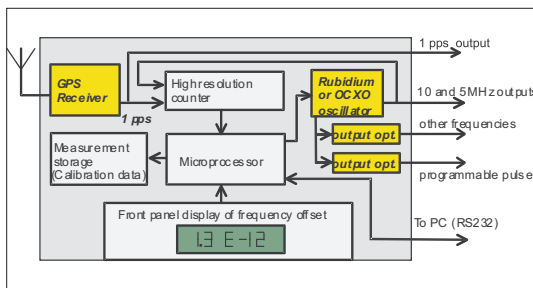 1 pps output
GPS
Receiver
High resolution
counter
Rubidium
or OCXO
oscillator
10 and 5MHz outputs
1 pps
output opt.
other frequencies
Measurement
storage
(Calibration data)
Microprocessor
output opt.
programmable pulse
Front panel display of frequency offset
1.3 E-12
To PC (RS232)